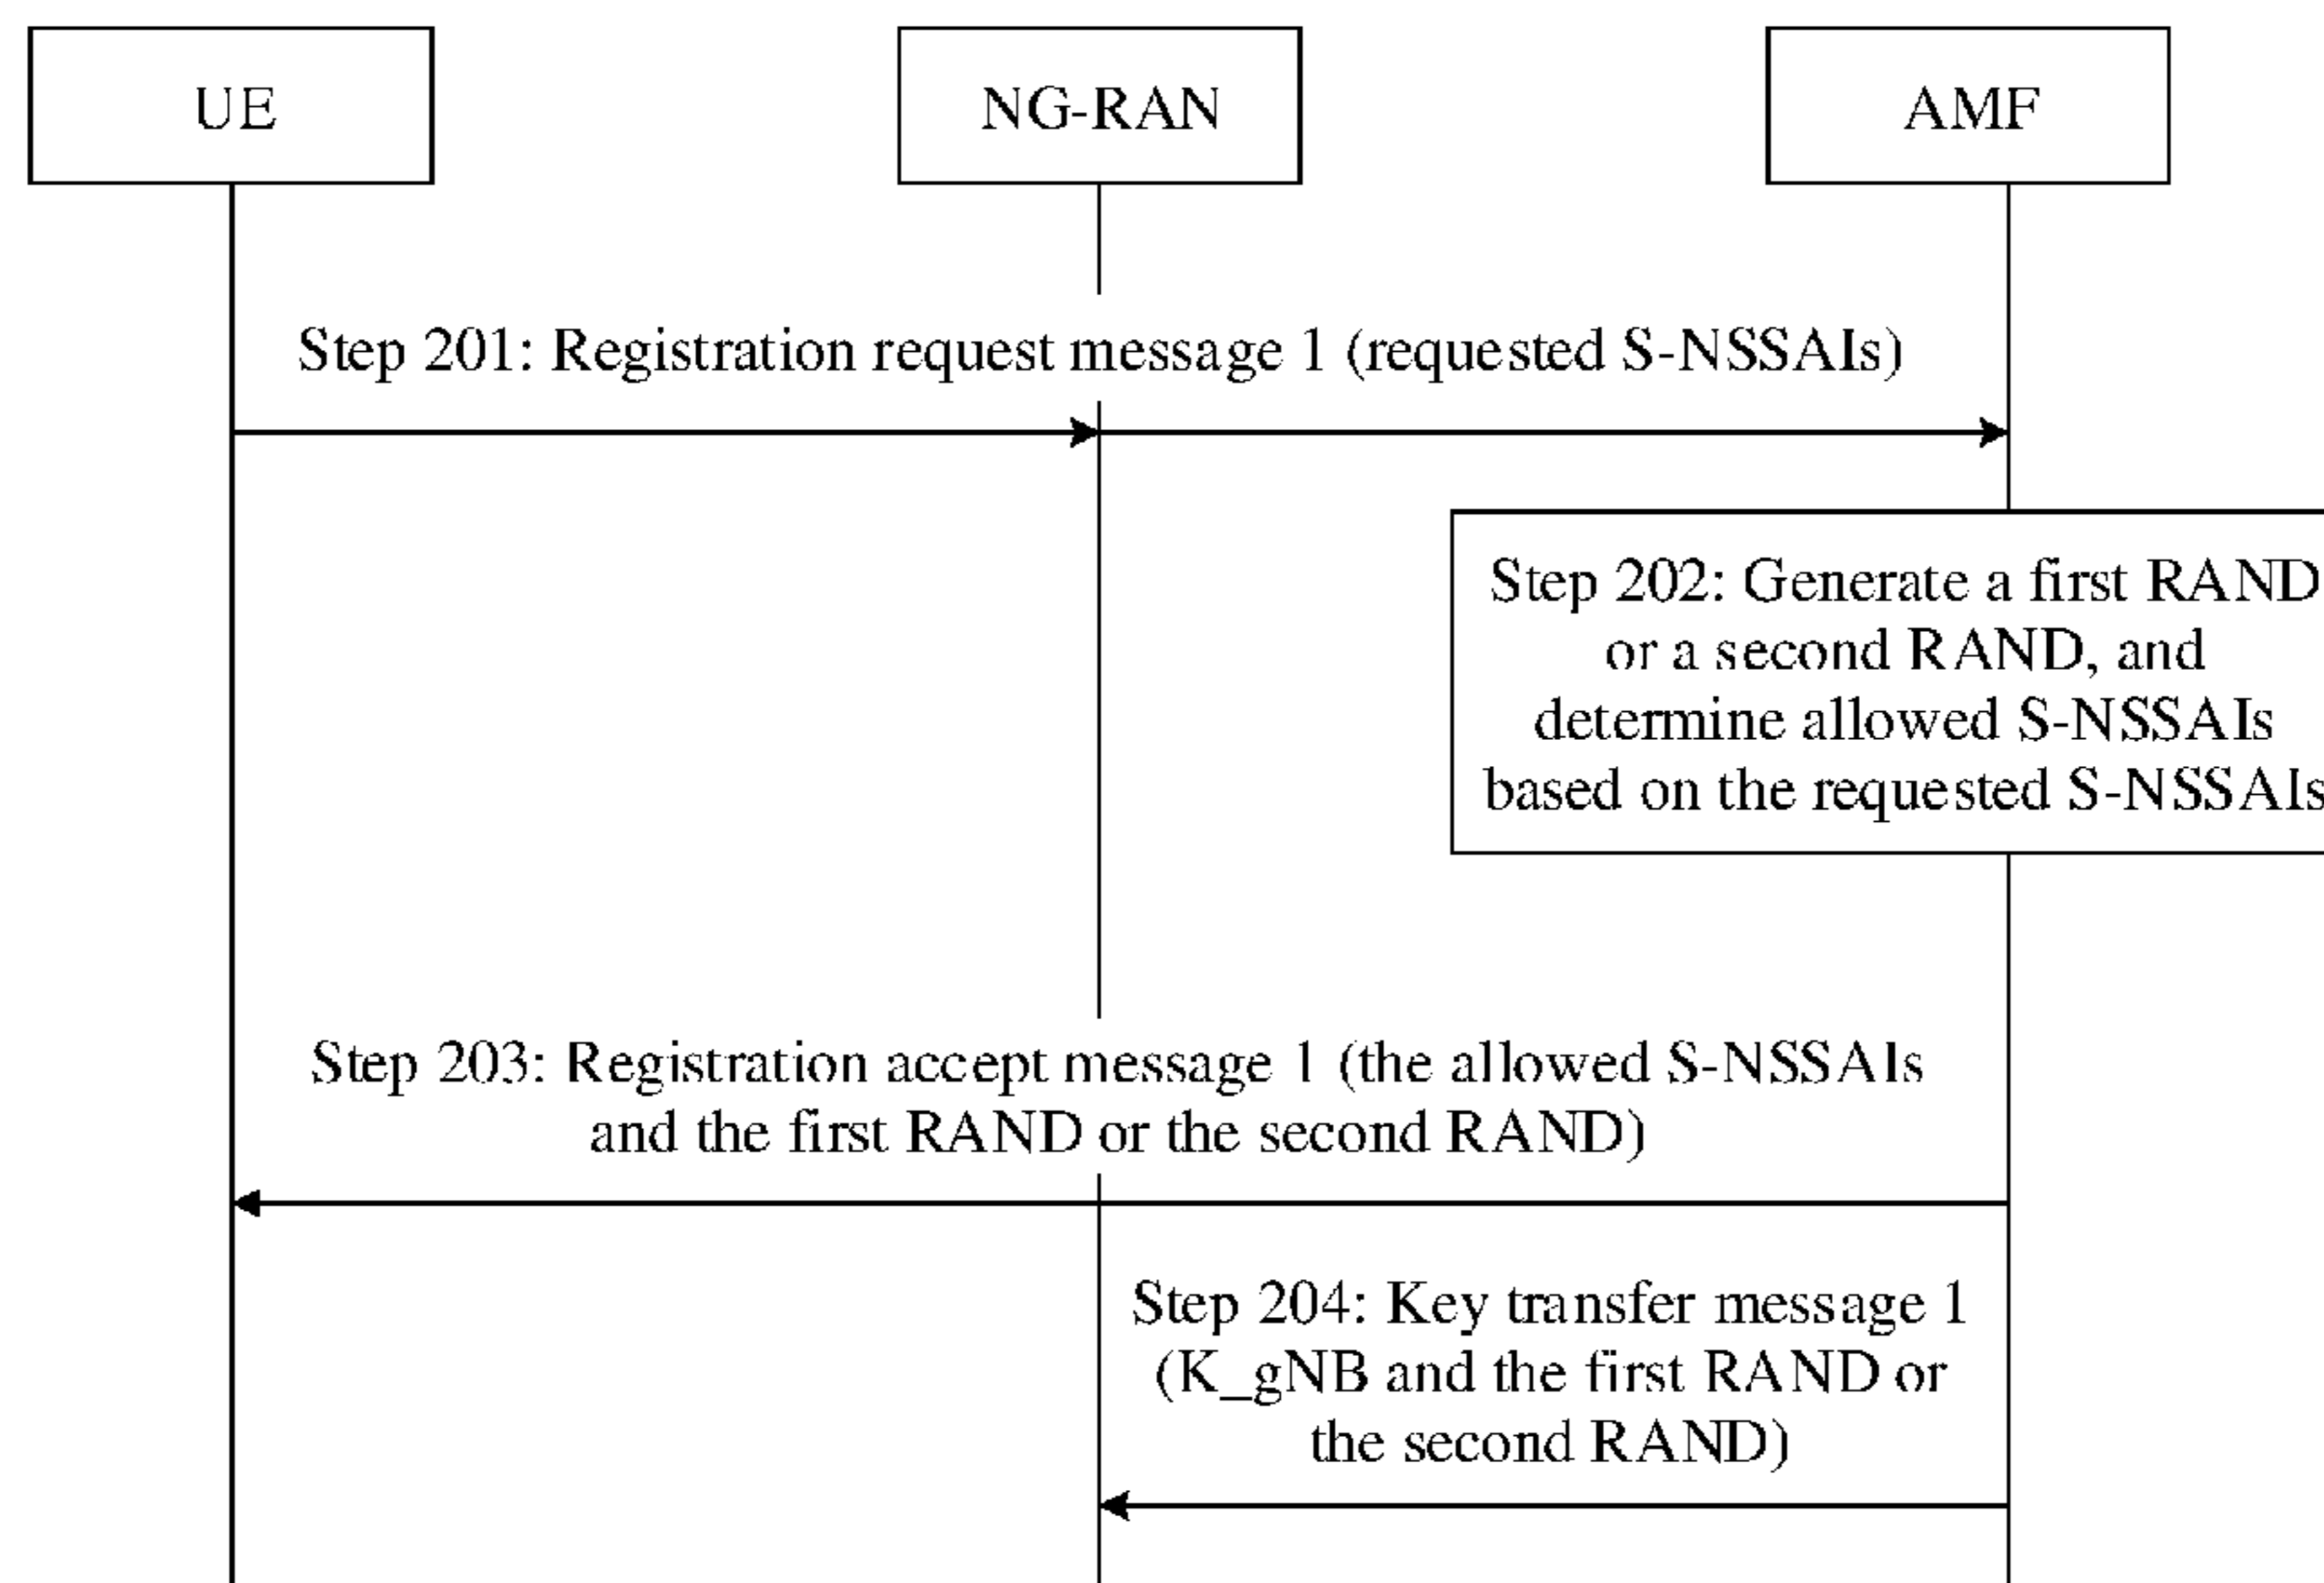 UE
NG-RAN
AMF
Step 201: Registration request message 1 (requested S-NSSAIs)
Step 202: Generate a first RAND
or a second RAND, and
determine allowed S-NSSAIs
based on the requested S-NSSAIs
Step 203: Registration accept message 1 (the allowed S-NSSAIs
and the first RAND or the second RAND)
Step 204: Key transfer message 1
(K_gNB and the first RAND or
the second RAND)